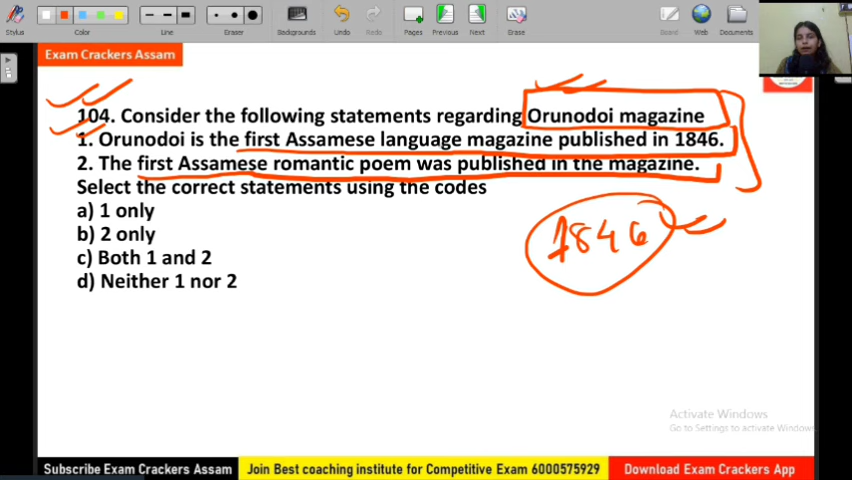 Stylus
Color
Line
Eraser
Backgrounds
Undo
Redo
Pages
Previous
Next
Erase
Board
Web
Documents
Exam Crackers Assam
104. Consider the following statements regarding Orunodoi magazine
1. Orunodoi is the first Assamese language magazine published in 1846.
2. The first Assamese romantic poem was published in the magazine.
Select the correct statements using the codes
a) 1 only
b) 2 only
c) Both 1 and 2
d) Neither 1 nor 2
1846
Activate Windows
Go to Settings to activate Windows.
Subscribe Exam Crackers Assam
Join Best coaching institute for Competitive Exam 6000575929
Download Exam Crackers App